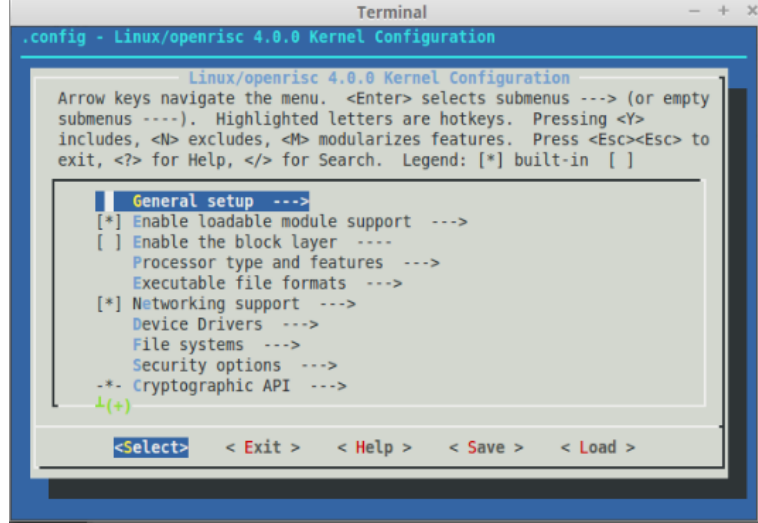 Terminal
.config - Linux/openrisc 4.0.0 Kernel Configuration
Linux/openrisc 4.0.0 Kernel Configuration
Arrow keys navigate the menu.  <Enter> selects submenus ---> (or empty
submenus ----).  Highlighted letters are hotkeys.  Pressing <Y>
includes, <N> excludes, <M> modularizes features.  Press <Esc><Esc> to
exit, <?> for Help, </> for Search.  Legend: [*] built-in  [ ]
General setup  --->
[*] Enable loadable module support  --->
[ ] Enable the block layer  ----
Processor type and features  --->
Executable file formats  --->
[*] Networking support  --->
Device Drivers  --->
File systems  --->
Security options  --->
-*- Cryptographic API  --->
┴(+)
<Select>    < Exit >    < Help >    < Save >    < Load >